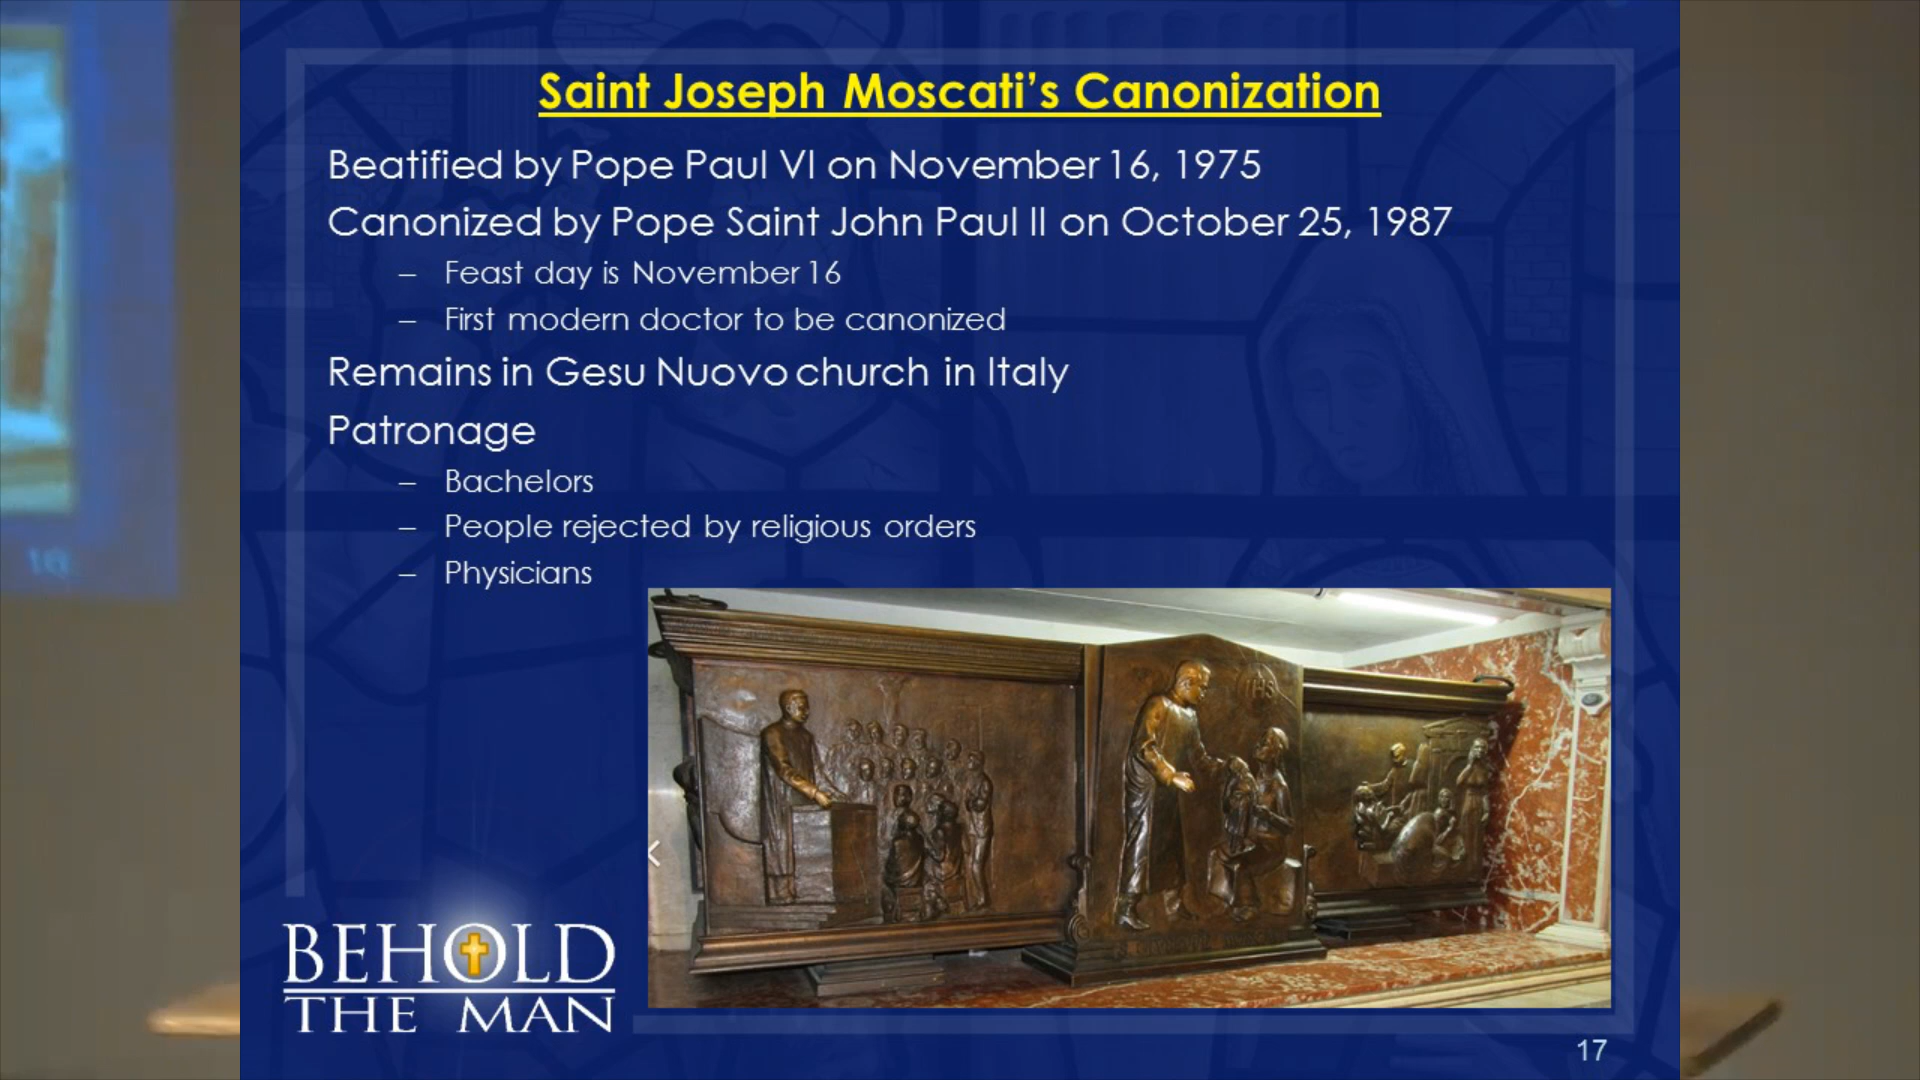 Saint Joseph Moscati’s Canonization
Beatified by Pope Paul VI on November 16, 1975
Canonized by Pope Saint John Paul II on October 25, 1987
– Feast day is November 16
– First modern doctor to be canonized
Remains in Gesu Nuovo church in Italy
Patronage
– Bachelors
– People rejected by religious orders
– Physicians
IHS
BEHOLD
THE MAN
17
16